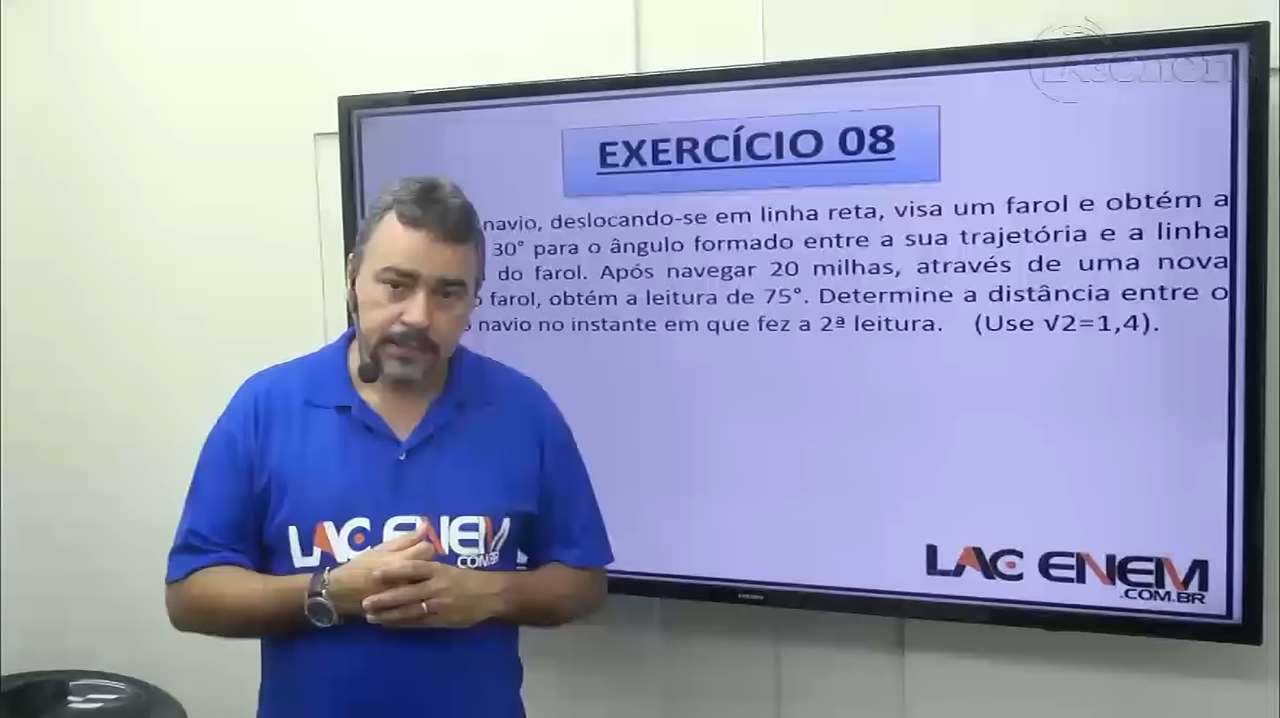 EXERCÍCIO 08
navio, deslocando-se em linha reta, visa um farol e obtém a
30° para o ângulo formado entre a sua trajetória e a linha
do farol. Após navegar 20 milhas, através de uma nova
farol, obtém a leitura de 75°. Determine a distância entre o
navio no instante em que fez a 2ª leitura. (Use √2=1,4).
LAC ENEM
.COM.BR
LAC ENEM
COM.BR